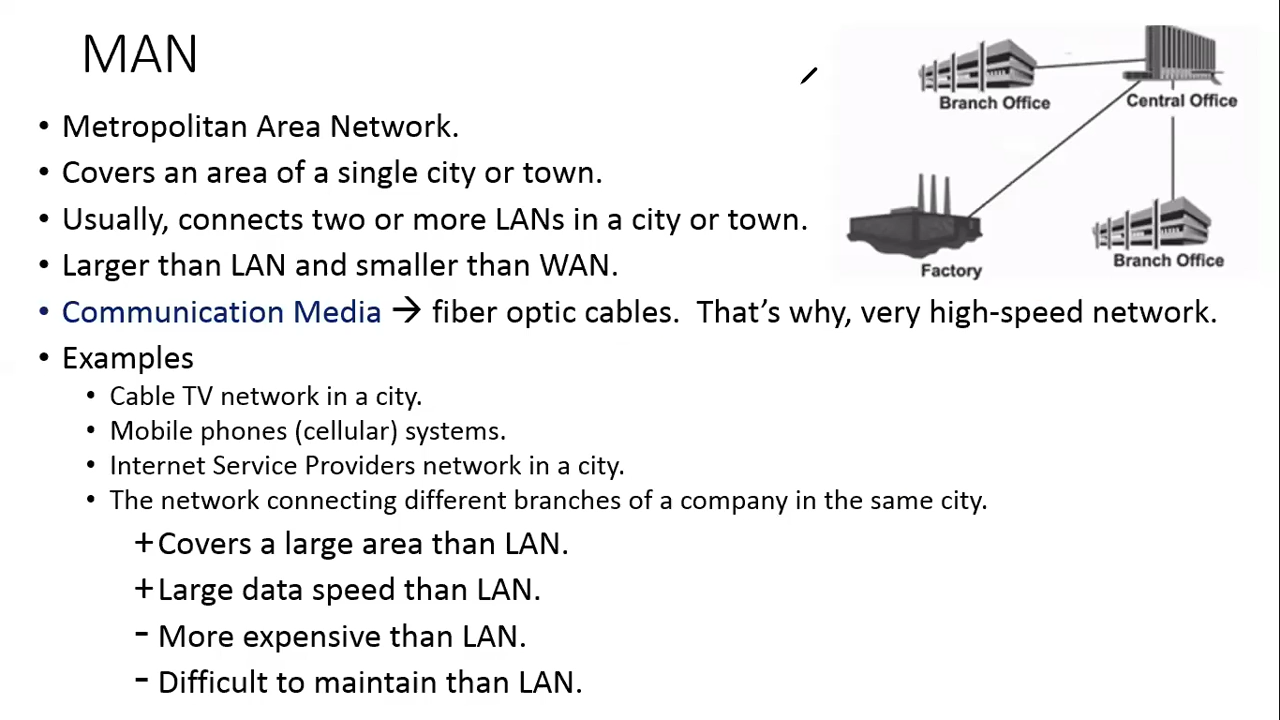 MAN
• Metropolitan Area Network.
• Covers an area of a single city or town.
• Usually, connects two or more LANs in a city or town.
• Larger than LAN and smaller than WAN.
• Communication Media → fiber optic cables.  That's why, very high-speed network.
• Examples
• Cable TV network in a city.
• Mobile phones (cellular) systems.
• Internet Service Providers network in a city.
• The network connecting different branches of a company in the same city.
+ Covers a large area than LAN.
+ Large data speed than LAN.
- More expensive than LAN.
- Difficult to maintain than LAN.
Branch Office
Central Office
Factory
Branch Office